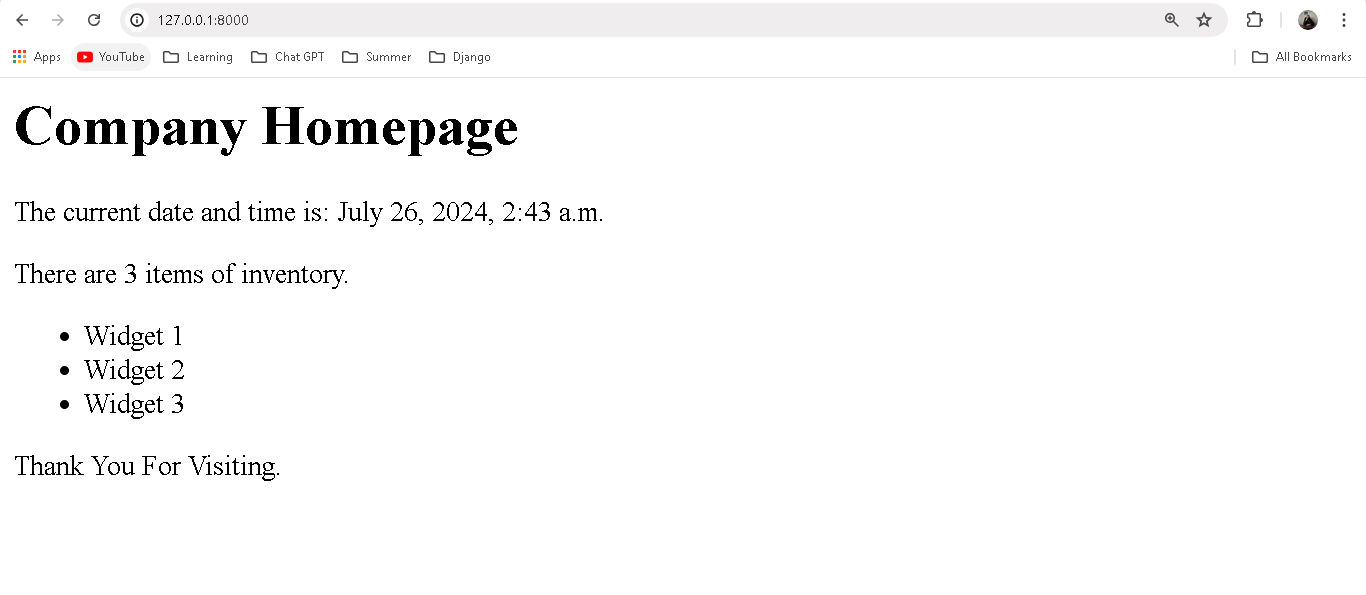 127.0.0.1:8000
Apps YouTube Learning Chat GPT Summer Django All Bookmarks
Company Homepage
The current date and time is: July 26, 2024, 2:43 a.m.
There are 3 items of inventory.
Widget 1
Widget 2
Widget 3
Thank You For Visiting.